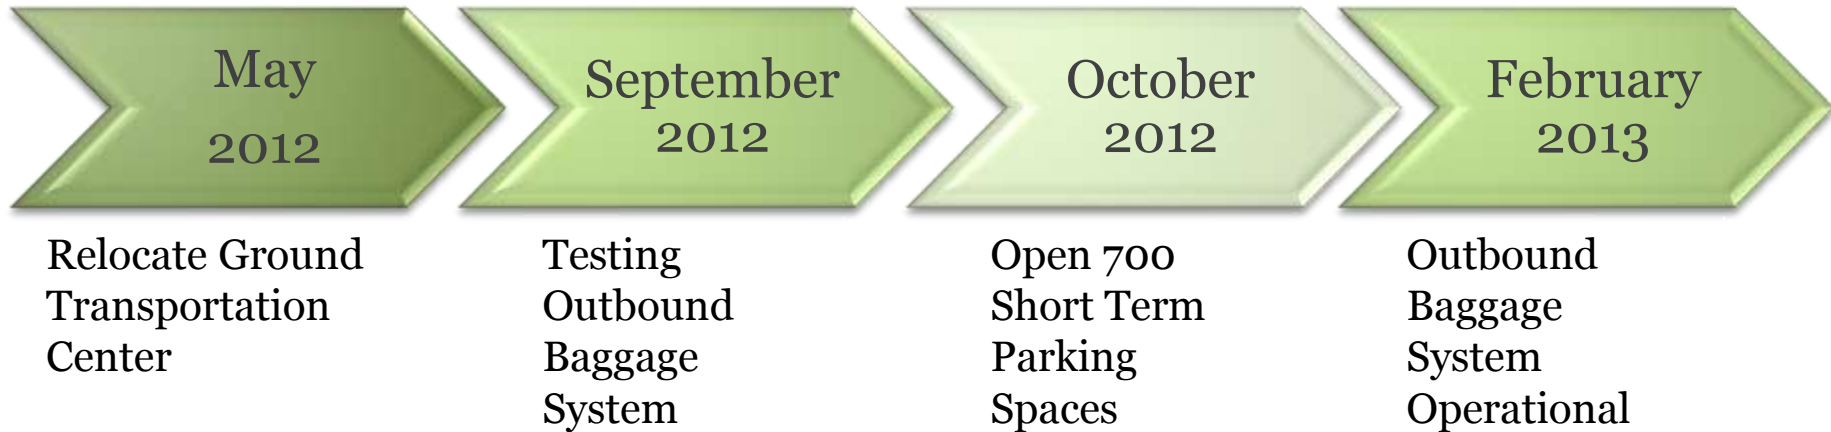 May
2012
September
2012
October
2012
February
2013
Relocate Ground
Transportation
Center
Testing
Outbound
Baggage
System
Open 700
Short Term
Parking
Spaces
Outbound
Baggage
System
Operational